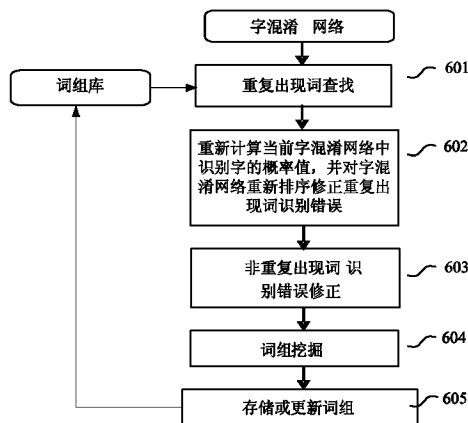 字混淆 网络
词组库
重复出现词查找
601
重新计算当前字混淆网络中
识别字的概率值，并对字混
淆网络重新排序修正重复出
现词识别错误
602
非重复出现词 识
别错误修正
603
词组挖掘
604
存储或更新词组
605